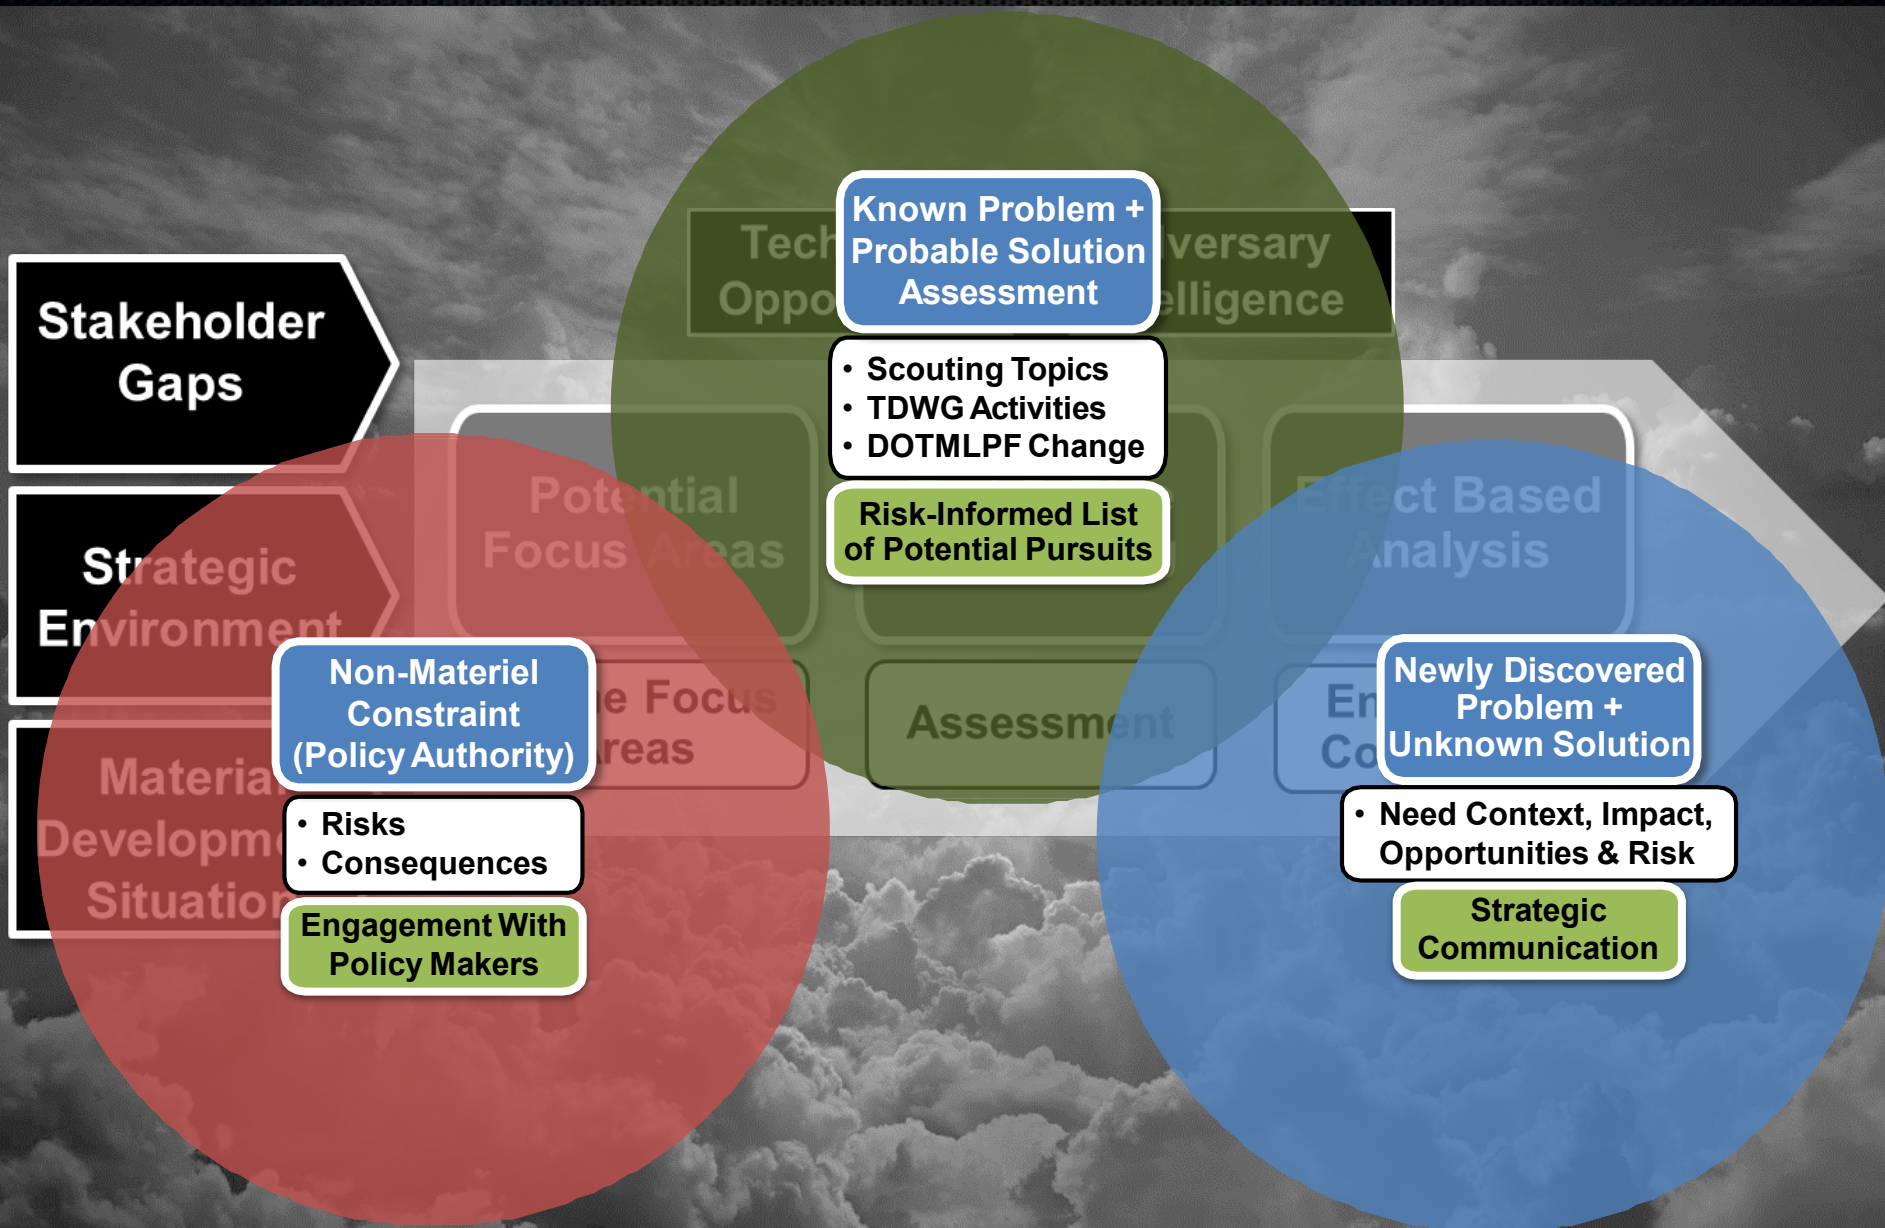 Known Problem +
Probable Solution
Assessment
• Scouting Topics
• TDWG Activities
• DOTMLPF Change
Risk-Informed List
of Potential Pursuits
Stakeholder
Gaps
Strategic
Environment
Potential
Focus Areas
Effect Based
Analysis
Focus
Assessment
Situation
Non-Materiel
Constraint
(Policy Authority)
• Risks
• Consequences
Engagement With
Policy Makers
Newly Discovered
Problem +
Unknown Solution
• Need Context, Impact,
Opportunities & Risk
Strategic
Communication